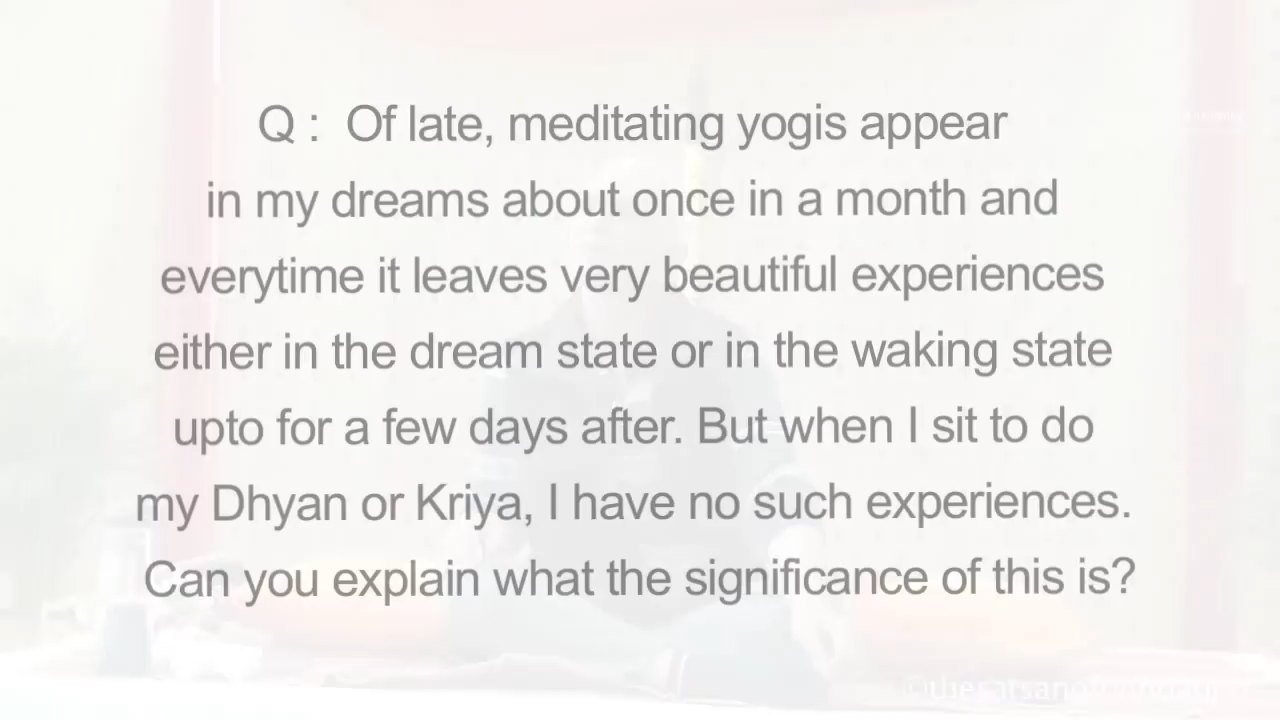 Q :  Of late, meditating yogis appear
in my dreams about once in a month and
everytime it leaves very beautiful experiences
either in the dream state or in the waking state
upto for a few days after. But when I sit to do
my Dhyan or Kriya, I have no such experiences.
Can you explain what the significance of this is?